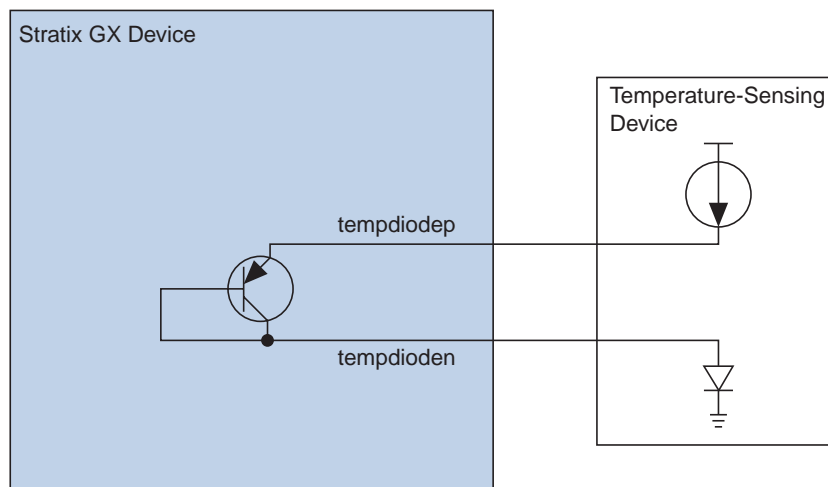 Stratix GX Device
Temperature-Sensing
Device
tempdiodep
tempdioden